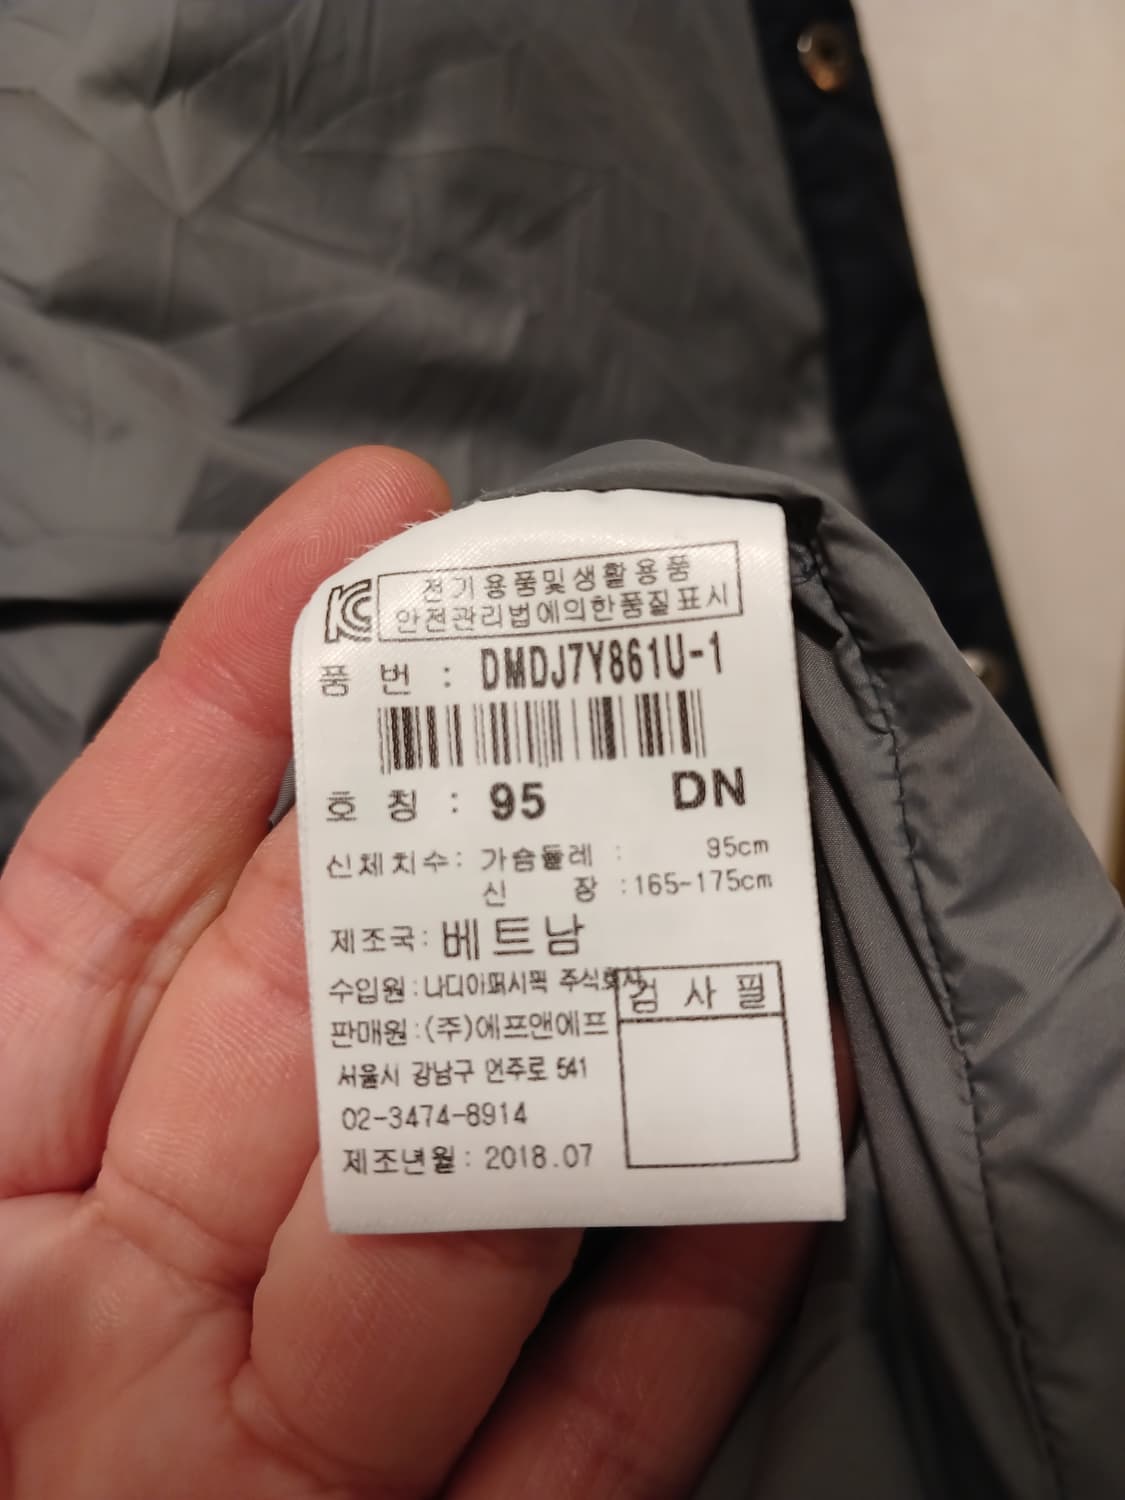 전기용품및생활용품
안전관리법에의한품질표시
품 번 : DMDJ7Y861U-1
호 칭 : 95 DN
신체치수: 가슴둘레 : 95cm
신 장 :165-175cm
제조국: 베트남
수입원:나디아퍼시픽 주식회사
검 사 필
판매원:(주)에프앤에프
서울시 강남구 언주로 541
02-3474-8914
제조년월: 2018.07